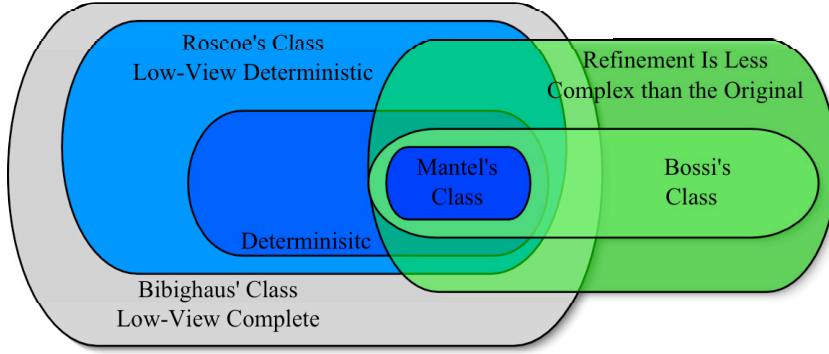 Roscoe's Class
Low-View Deterministic
Refinement Is Less
Complex than the Original
Mantel's
Class
Bossi's
Class
Determinisitc
Bibighaus' Class
Low-View Complete